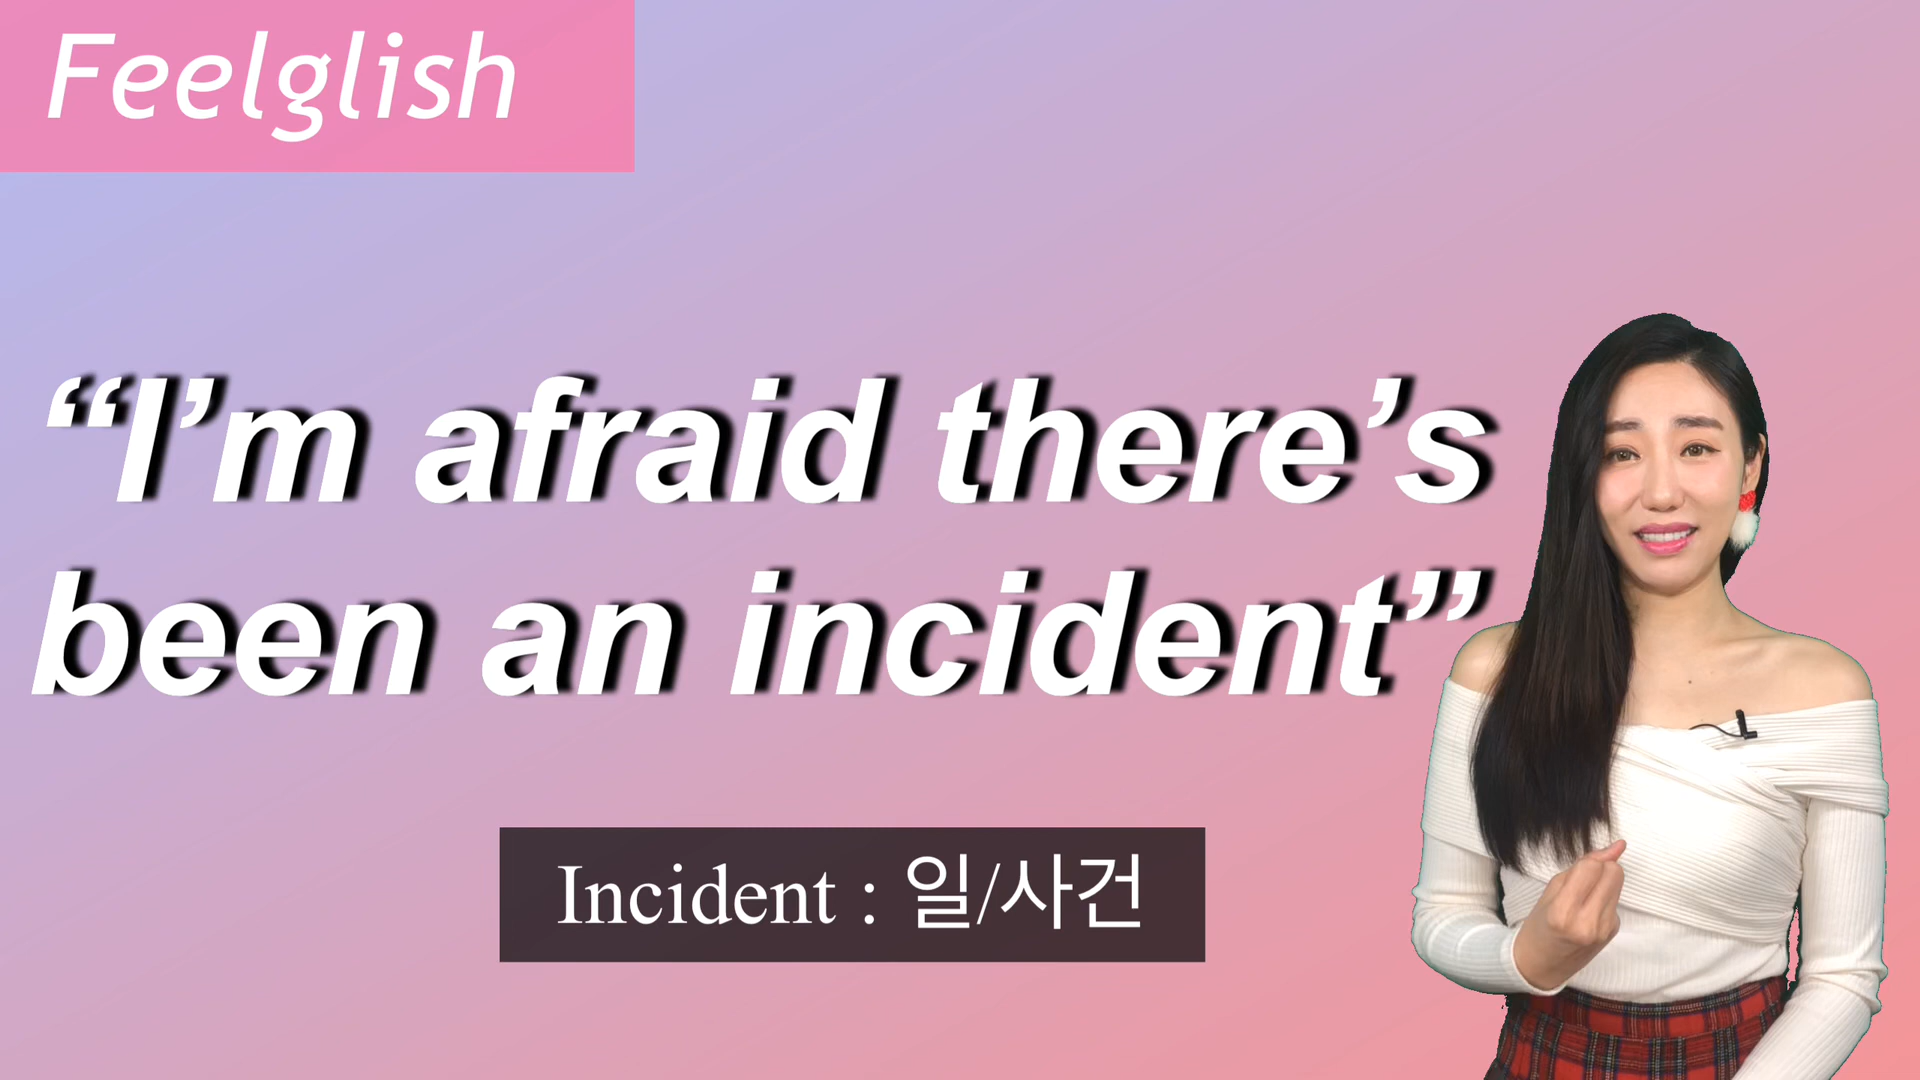 Feelglish
“I’m afraid there’s
been an incident”
Incident : 일/사건